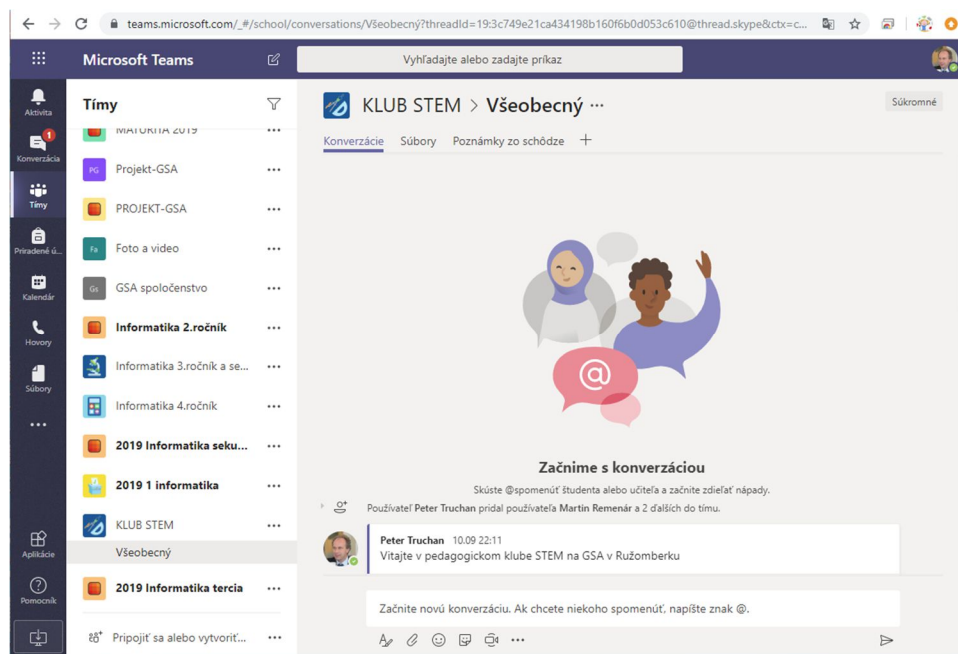 teams.microsoft.com/_#/school/conversations/Všeobecný?threadId=19:3c749e21ca434198b160f6b0d053c610@thread.skype&ctx=c...
Microsoft Teams
Vyhľadajte alebo zadajte príkaz
Aktivita
1
Konverzácia
Tímy
Priradené ú...
Kalendár
Hovory
Súbory
Aplikácie
Pomocník
Tímy
MATURITA 2019
PG Projekt-GSA
PROJEKT-GSA
Fa Foto a video
Gs GSA spoločenstvo
Informatika 2.ročník
Informatika 3.ročník a se...
Informatika 4.ročník
2019 Informatika seku...
2019 1 informatika
KLUB STEM
Všeobecný
2019 Informatika tercia
Pripojiť sa alebo vytvoriť...
KLUB STEM > Všeobecný
Súkromné
Konverzácie Súbory Poznámky zo schôdze
@
Začnime s konverzáciou
Skúste @spomenúť študenta alebo učiteľa a začnite zdieľať nápady.
Používateľ Peter Truchan pridal používateľa Martin Remenár a 2 ďalších do tímu.
Peter Truchan 10.09 22:11
Vitajte v pedagogickom klube STEM na GSA v Ružomberku
Začnite novú konverzáciu. Ak chcete niekoho spomenúť, napíšte znak @.